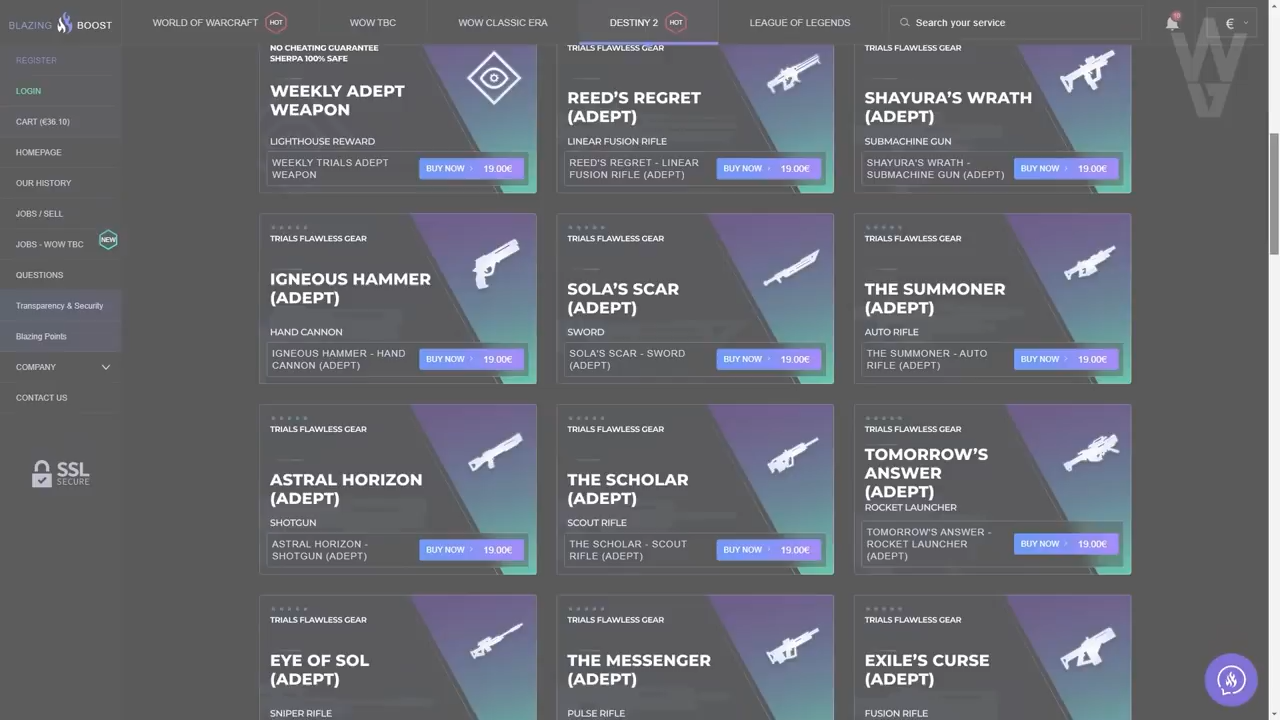 BLAZING BOOST
WORLD OF WARCRAFT HOT
WOW TBC
WOW CLASSIC ERA
DESTINY 2 HOT
LEAGUE OF LEGENDS
Search your service
€
REGISTER
LOGIN
CART (€36.10)
HOMEPAGE
OUR HISTORY
JOBS / SELL
JOBS - WOW TBC NEW
QUESTIONS
Transparency & Security
Blazing Points
COMPANY
CONTACT US
SSL
SECURE
NO CHEATING GUARANTEE
SHERPA 100% SAFE
WEEKLY ADEPT
WEAPON
LIGHTHOUSE REWARD
WEEKLY TRIALS ADEPT
WEAPON
BUY NOW 19.00€
TRIALS FLAWLESS GEAR
REED'S REGRET
(ADEPT)
LINEAR FUSION RIFLE
REED'S REGRET - LINEAR
FUSION RIFLE (ADEPT)
BUY NOW 19.00€
TRIALS FLAWLESS GEAR
SHAYURA'S WRATH
(ADEPT)
SUBMACHINE GUN
SHAYURA'S WRATH -
SUBMACHINE GUN (ADEPT)
BUY NOW 19.00€
TRIALS FLAWLESS GEAR
IGNEOUS HAMMER
(ADEPT)
HAND CANNON
IGNEOUS HAMMER - HAND
CANNON (ADEPT)
BUY NOW 19.00€
TRIALS FLAWLESS GEAR
SOLA'S SCAR
(ADEPT)
SWORD
SOLA'S SCAR - SWORD
(ADEPT)
BUY NOW 19.00€
TRIALS FLAWLESS GEAR
THE SUMMONER
(ADEPT)
AUTO RIFLE
THE SUMMONER - AUTO
RIFLE (ADEPT)
BUY NOW 19.00€
TRIALS FLAWLESS GEAR
ASTRAL HORIZON
(ADEPT)
SHOTGUN
ASTRAL HORIZON -
SHOTGUN (ADEPT)
BUY NOW 19.00€
TRIALS FLAWLESS GEAR
THE SCHOLAR
(ADEPT)
SCOUT RIFLE
THE SCHOLAR - SCOUT
RIFLE (ADEPT)
BUY NOW 19.00€
TRIALS FLAWLESS GEAR
TOMORROW'S
ANSWER
(ADEPT)
ROCKET LAUNCHER
TOMORROW'S ANSWER -
ROCKET LAUNCHER
(ADEPT)
BUY NOW 19.00€
TRIALS FLAWLESS GEAR
EYE OF SOL
(ADEPT)
SNIPER RIFLE
TRIALS FLAWLESS GEAR
THE MESSENGER
(ADEPT)
PULSE RIFLE
TRIALS FLAWLESS GEAR
EXILE'S CURSE
(ADEPT)
FUSION RIFLE